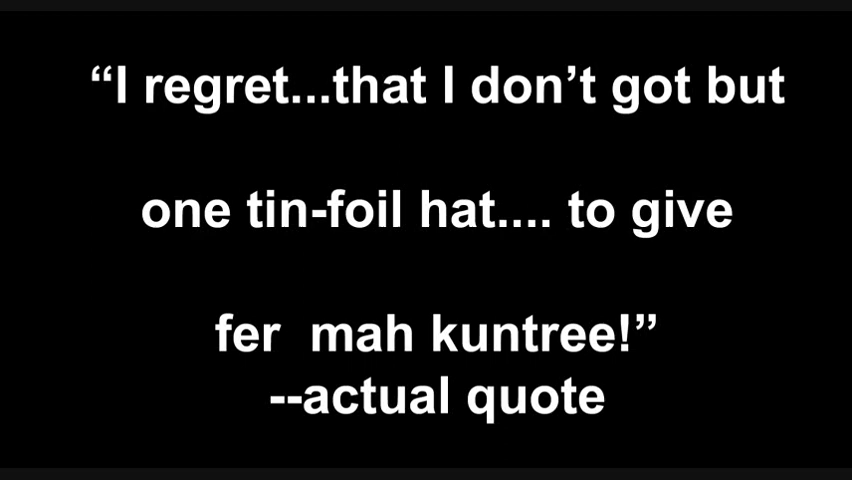 “I regret...that I don’t got but
one tin-foil hat.... to give
fer  mah kuntree!”
--actual quote